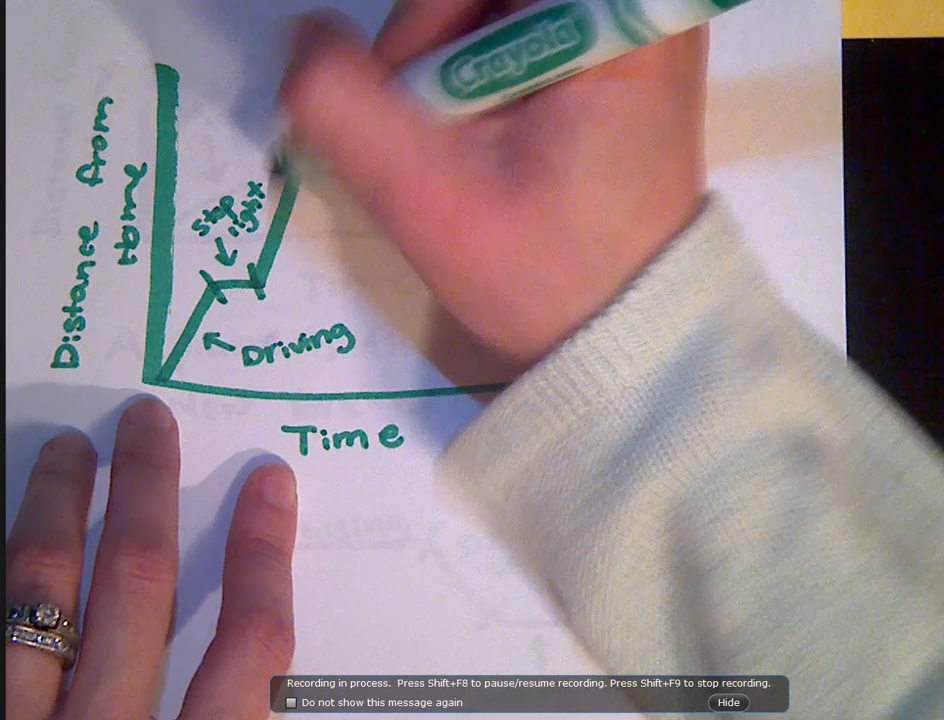 Crayola
Distance from
Home
Stop
light
Driving
Time
Recording in process. Press Shift+F8 to pause/resume recording. Press Shift+F9 to stop recording.
Do not show this message again
Hide